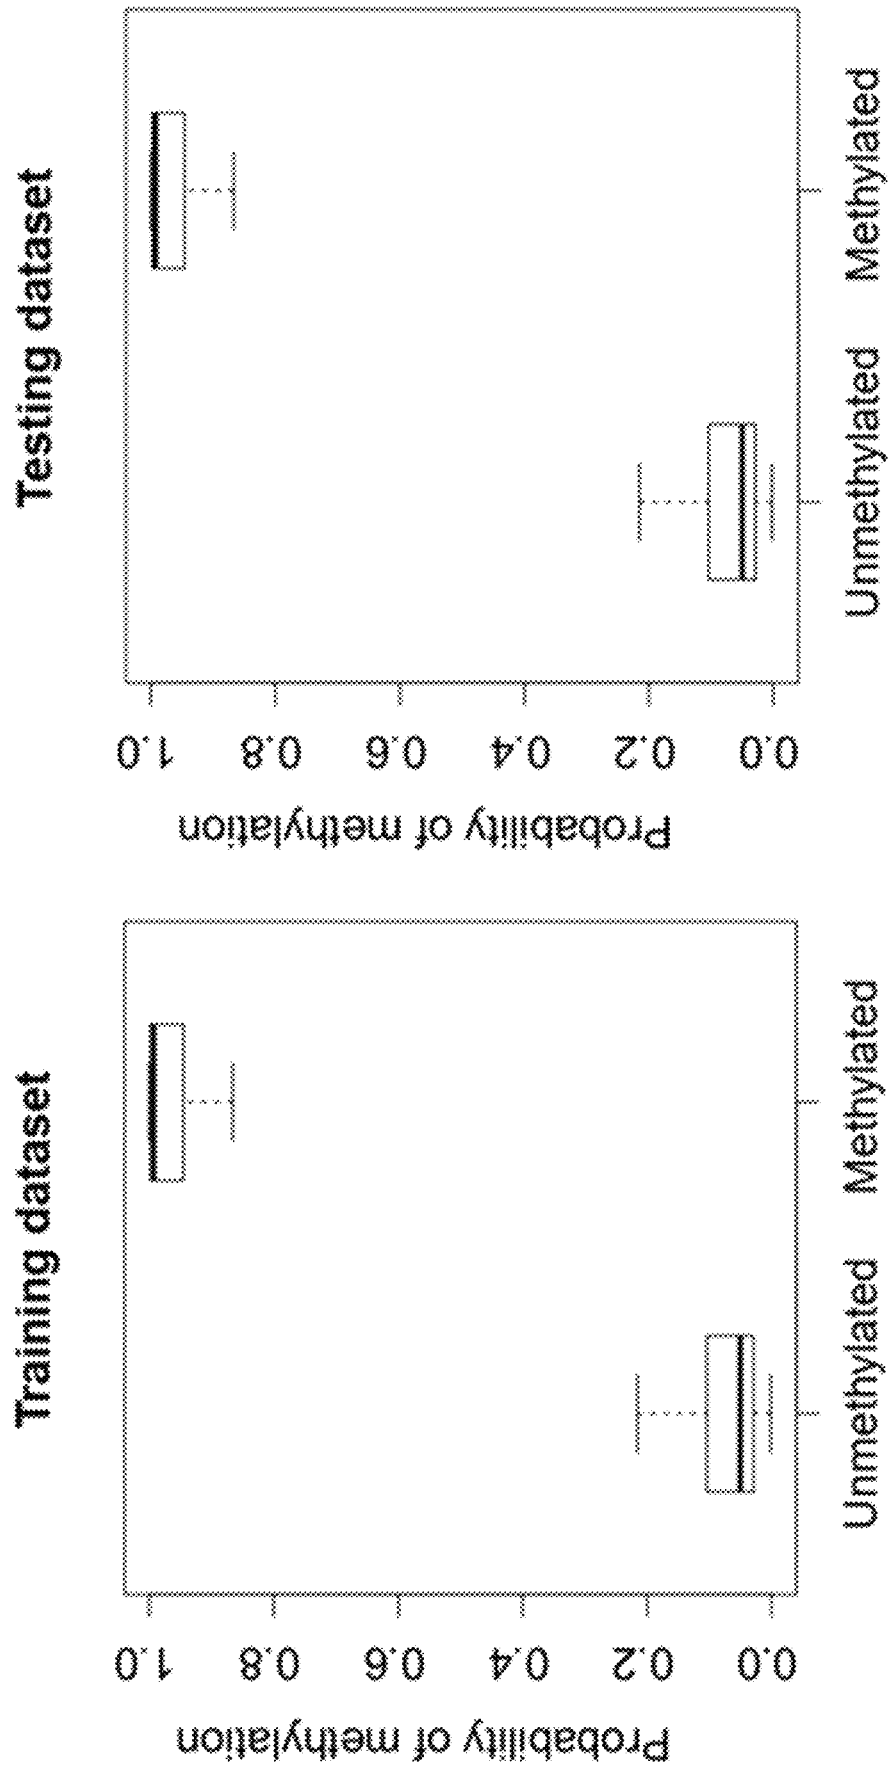 Training dataset
Probability of methylation
1.0
0.8
0.6
0.4
0.2
0.0
Unmethylated
Methylated
Testing dataset
Probability of methylation
1.0
0.8
0.6
0.4
0.2
0.0
Unmethylated
Methylated